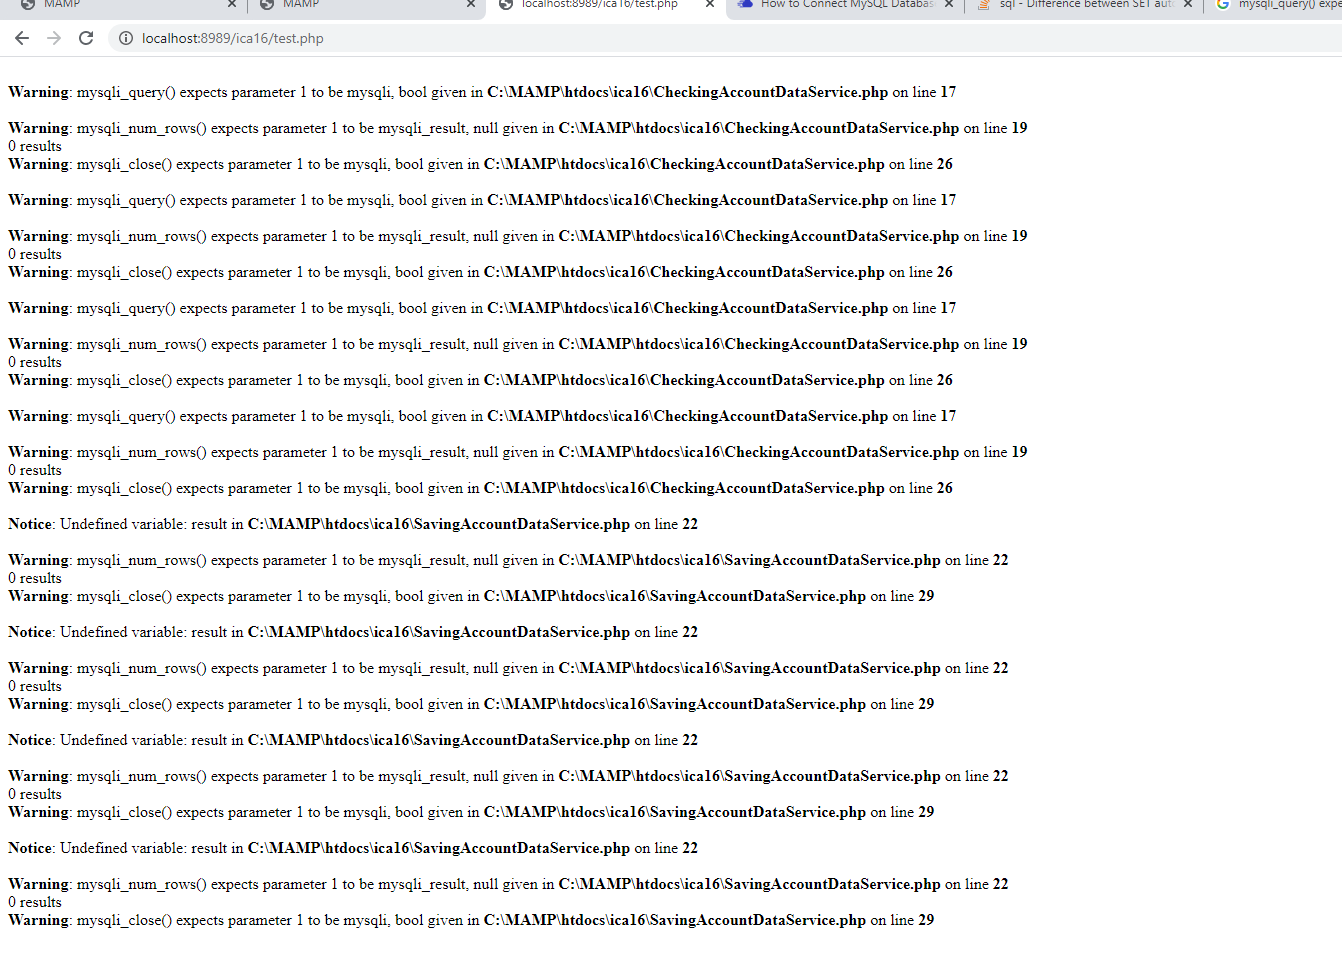 MAMP
MAMP
localhost:8989/ica16/test.php
How to Connect MySQL Databas
sql - Difference between SET aut
mysqli_query() expe
localhost:8989/ica16/test.php
Warning: mysqli_query() expects parameter 1 to be mysqli, bool given in C:\MAMP\htdocs\ica16\CheckingAccountDataService.php on line 17
Warning: mysqli_num_rows() expects parameter 1 to be mysqli_result, null given in C:\MAMP\htdocs\ica16\CheckingAccountDataService.php on line 19
0 results
Warning: mysqli_close() expects parameter 1 to be mysqli, bool given in C:\MAMP\htdocs\ica16\CheckingAccountDataService.php on line 26
Warning: mysqli_query() expects parameter 1 to be mysqli, bool given in C:\MAMP\htdocs\ica16\CheckingAccountDataService.php on line 17
Warning: mysqli_num_rows() expects parameter 1 to be mysqli_result, null given in C:\MAMP\htdocs\ica16\CheckingAccountDataService.php on line 19
0 results
Warning: mysqli_close() expects parameter 1 to be mysqli, bool given in C:\MAMP\htdocs\ica16\CheckingAccountDataService.php on line 26
Warning: mysqli_query() expects parameter 1 to be mysqli, bool given in C:\MAMP\htdocs\ica16\CheckingAccountDataService.php on line 17
Warning: mysqli_num_rows() expects parameter 1 to be mysqli_result, null given in C:\MAMP\htdocs\ica16\CheckingAccountDataService.php on line 19
0 results
Warning: mysqli_close() expects parameter 1 to be mysqli, bool given in C:\MAMP\htdocs\ica16\CheckingAccountDataService.php on line 26
Warning: mysqli_query() expects parameter 1 to be mysqli, bool given in C:\MAMP\htdocs\ica16\CheckingAccountDataService.php on line 17
Warning: mysqli_num_rows() expects parameter 1 to be mysqli_result, null given in C:\MAMP\htdocs\ica16\CheckingAccountDataService.php on line 19
0 results
Warning: mysqli_close() expects parameter 1 to be mysqli, bool given in C:\MAMP\htdocs\ica16\CheckingAccountDataService.php on line 26
Notice: Undefined variable: result in C:\MAMP\htdocs\ica16\SavingAccountDataService.php on line 22
Warning: mysqli_num_rows() expects parameter 1 to be mysqli_result, null given in C:\MAMP\htdocs\ica16\SavingAccountDataService.php on line 22
0 results
Warning: mysqli_close() expects parameter 1 to be mysqli, bool given in C:\MAMP\htdocs\ica16\SavingAccountDataService.php on line 29
Notice: Undefined variable: result in C:\MAMP\htdocs\ica16\SavingAccountDataService.php on line 22
Warning: mysqli_num_rows() expects parameter 1 to be mysqli_result, null given in C:\MAMP\htdocs\ica16\SavingAccountDataService.php on line 22
0 results
Warning: mysqli_close() expects parameter 1 to be mysqli, bool given in C:\MAMP\htdocs\ica16\SavingAccountDataService.php on line 29
Notice: Undefined variable: result in C:\MAMP\htdocs\ica16\SavingAccountDataService.php on line 22
Warning: mysqli_num_rows() expects parameter 1 to be mysqli_result, null given in C:\MAMP\htdocs\ica16\SavingAccountDataService.php on line 22
0 results
Warning: mysqli_close() expects parameter 1 to be mysqli, bool given in C:\MAMP\htdocs\ica16\SavingAccountDataService.php on line 29
Notice: Undefined variable: result in C:\MAMP\htdocs\ica16\SavingAccountDataService.php on line 22
Warning: mysqli_num_rows() expects parameter 1 to be mysqli_result, null given in C:\MAMP\htdocs\ica16\SavingAccountDataService.php on line 22
0 results
Warning: mysqli_close() expects parameter 1 to be mysqli, bool given in C:\MAMP\htdocs\ica16\SavingAccountDataService.php on line 29